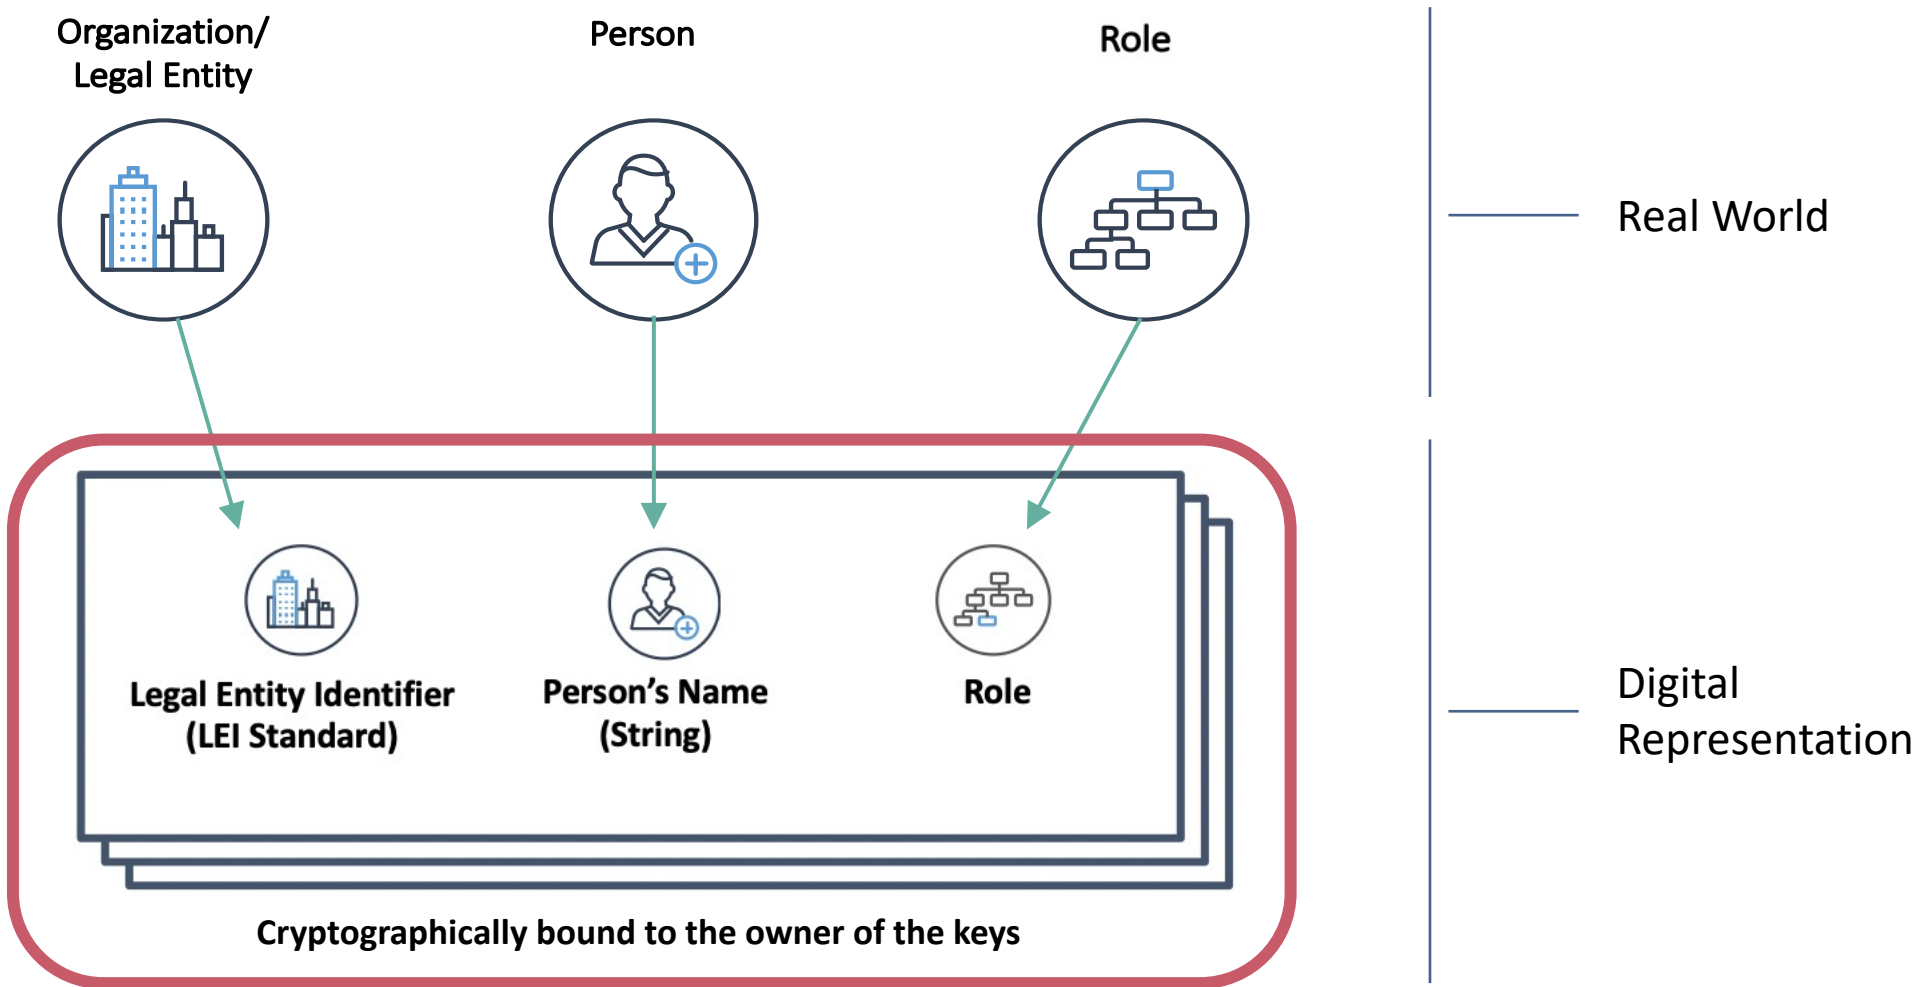 Organization/
Legal Entity
Person
Role
Real World
Legal Entity Identifier
(LEI Standard)
Person’s Name
(String)
Role
Digital
Representation
Cryptographically bound to the owner of the keys